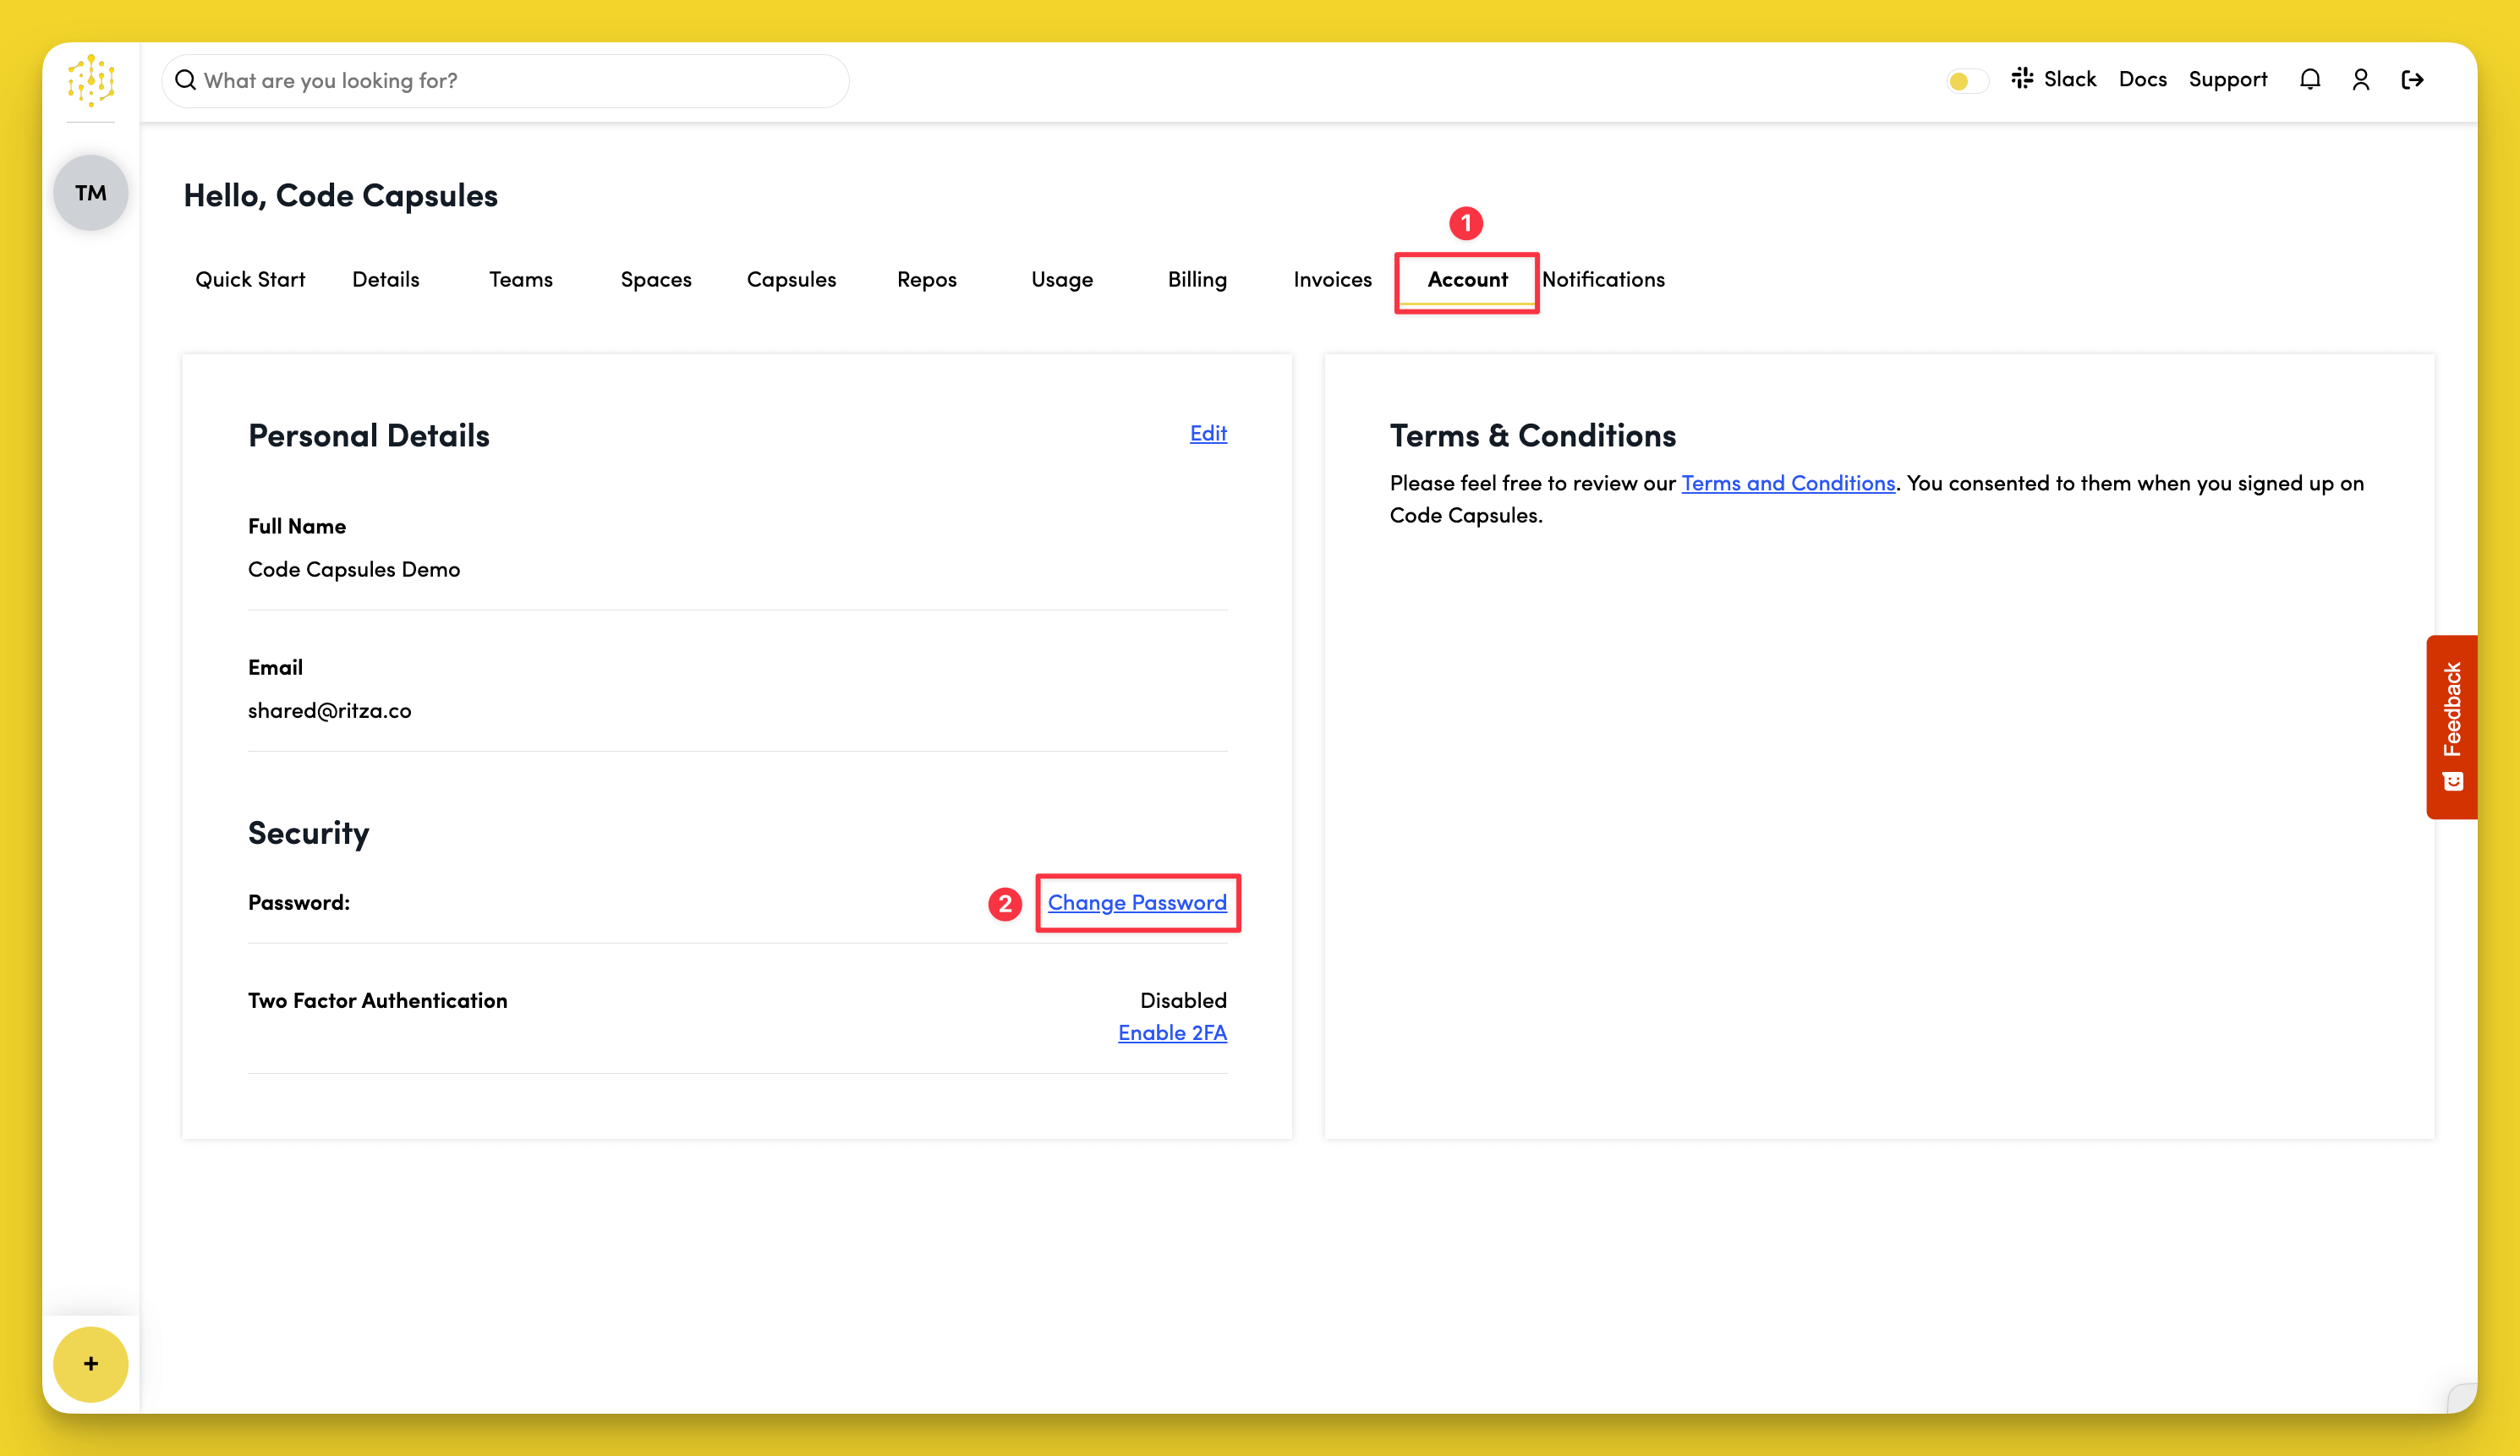 What are you looking for?
Slack
Docs
Support
TM
Hello, Code Capsules
1
Quick Start
Details
Teams
Spaces
Capsules
Repos
Usage
Billing
Invoices
Account
Notifications
Personal Details
Edit
Full Name
Code Capsules Demo
Email
shared@ritza.co
Security
Password:
2
Change Password
Two Factor Authentication
Disabled
Enable 2FA
Terms & Conditions
Please feel free to review our Terms and Conditions. You consented to them when you signed up on
Code Capsules.
Feedback
+